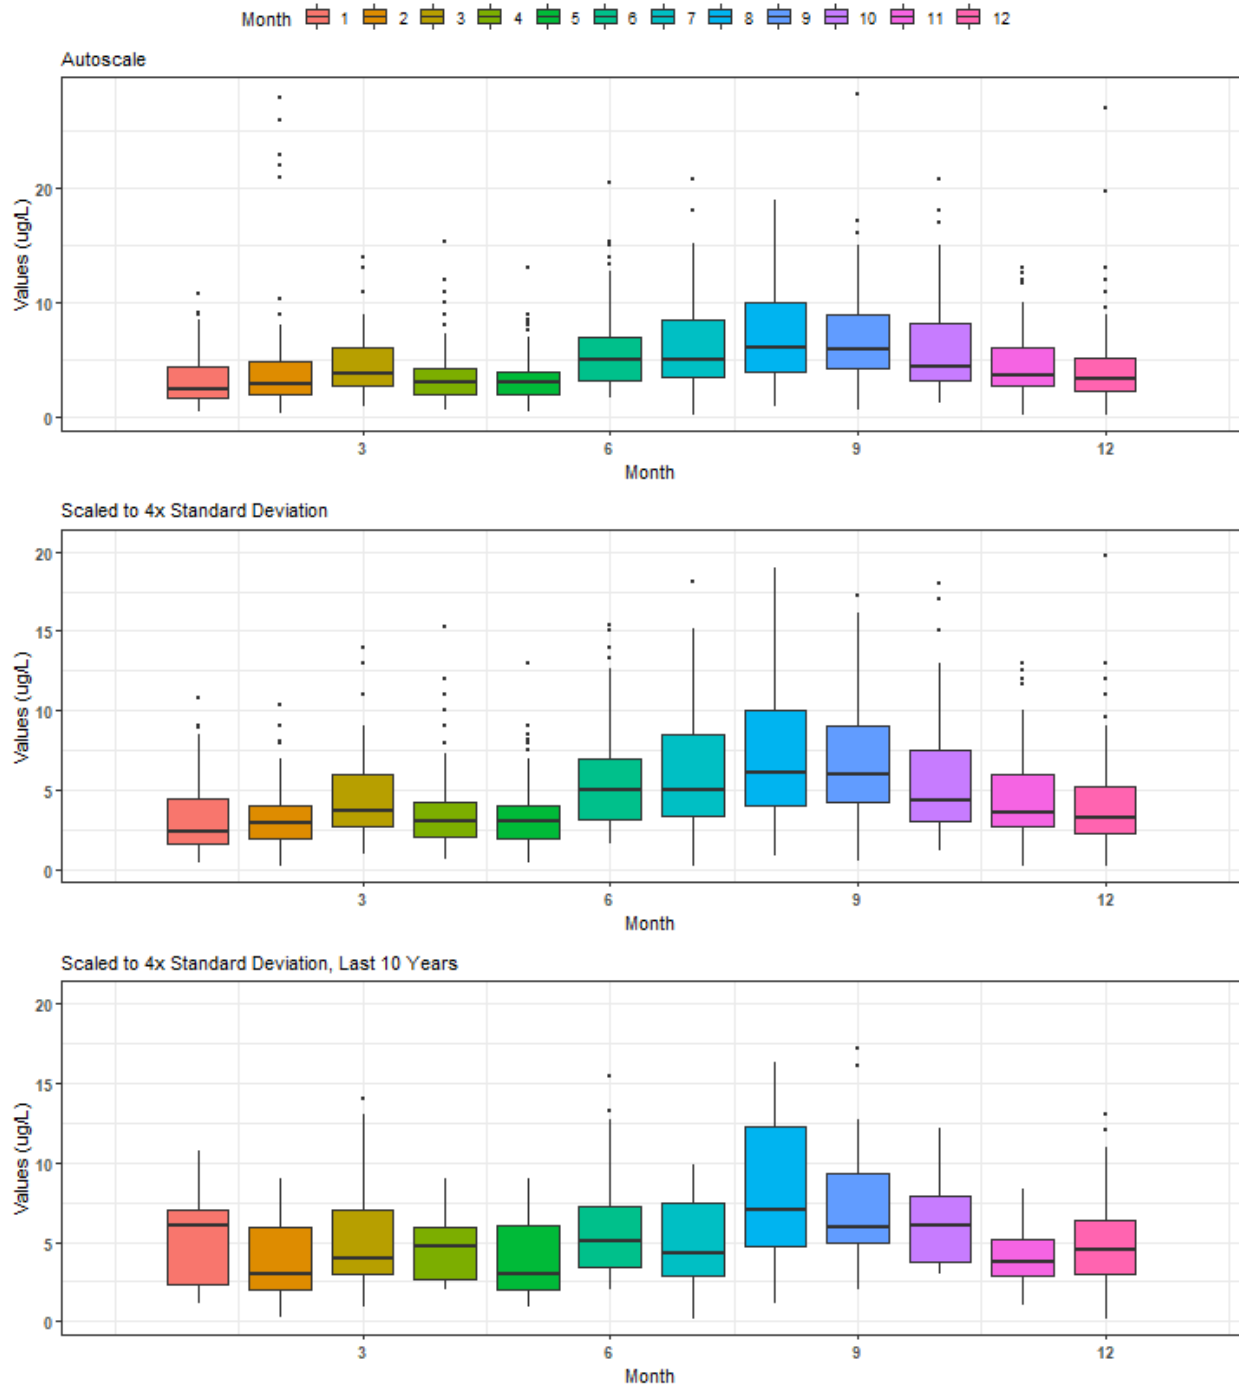 Month 1 2 3 4 5 6 7 8 9 10 11 12
Autoscale
Values (ug/L)
20
10
0
3 6 9 12
Month
Scaled to 4x Standard Deviation
Values (ug/L)
20
15
10
5
0
3 6 9 12
Month
Scaled to 4x Standard Deviation, Last 10 Years
Values (ug/L)
20
15
10
5
0
3 6 9 12
Month